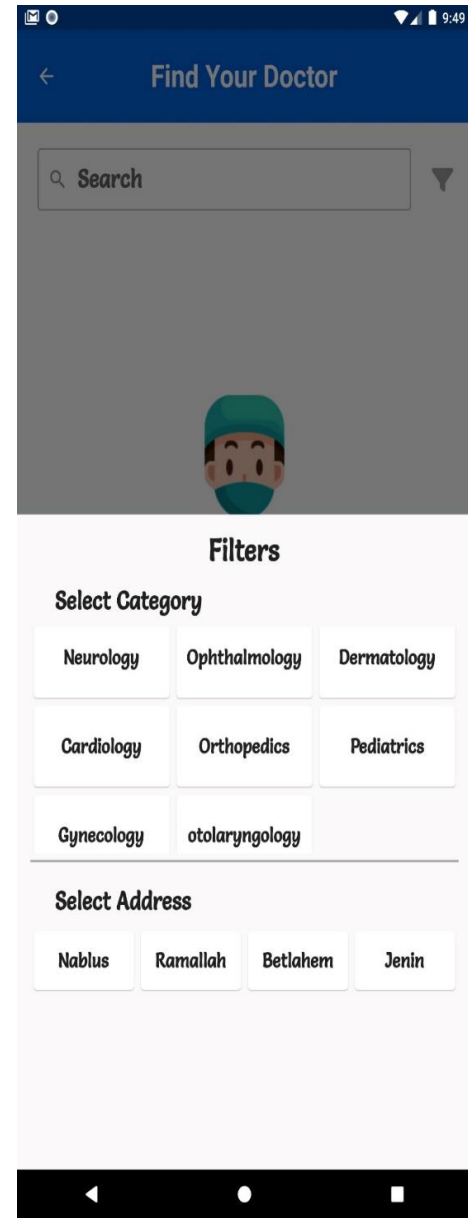 9:49
Find Your Doctor
Search
Filters
Select Category
Neurology Ophthalmology Dermatology
Cardiology Orthopedics Pediatrics
Gynecology otolaryngology
Select Address
Nablus Ramallah Betlahem Jenin